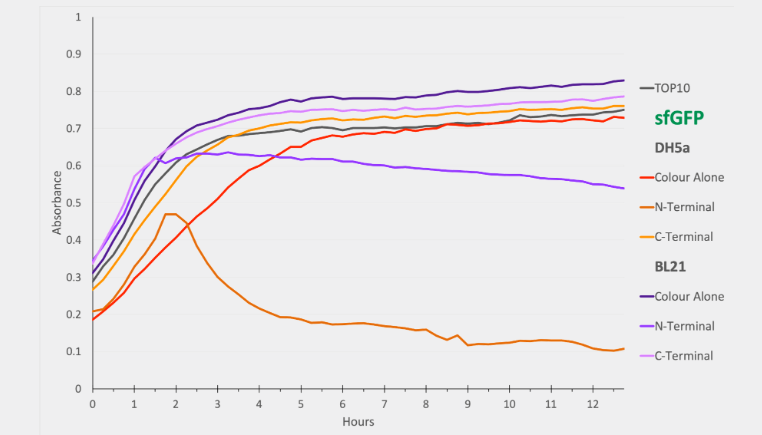 1
0.9
0.8
0.7
0.6
0.5
0.4
0.3
0.2
0.1
0
Absorbance
0 1 2 3 4 5 6 7 8 9 10 11 12
Hours
TOP10
sfGFP
DH5a
Colour Alone
N-Terminal
C-Terminal
BL21
Colour Alone
N-Terminal
C-Terminal